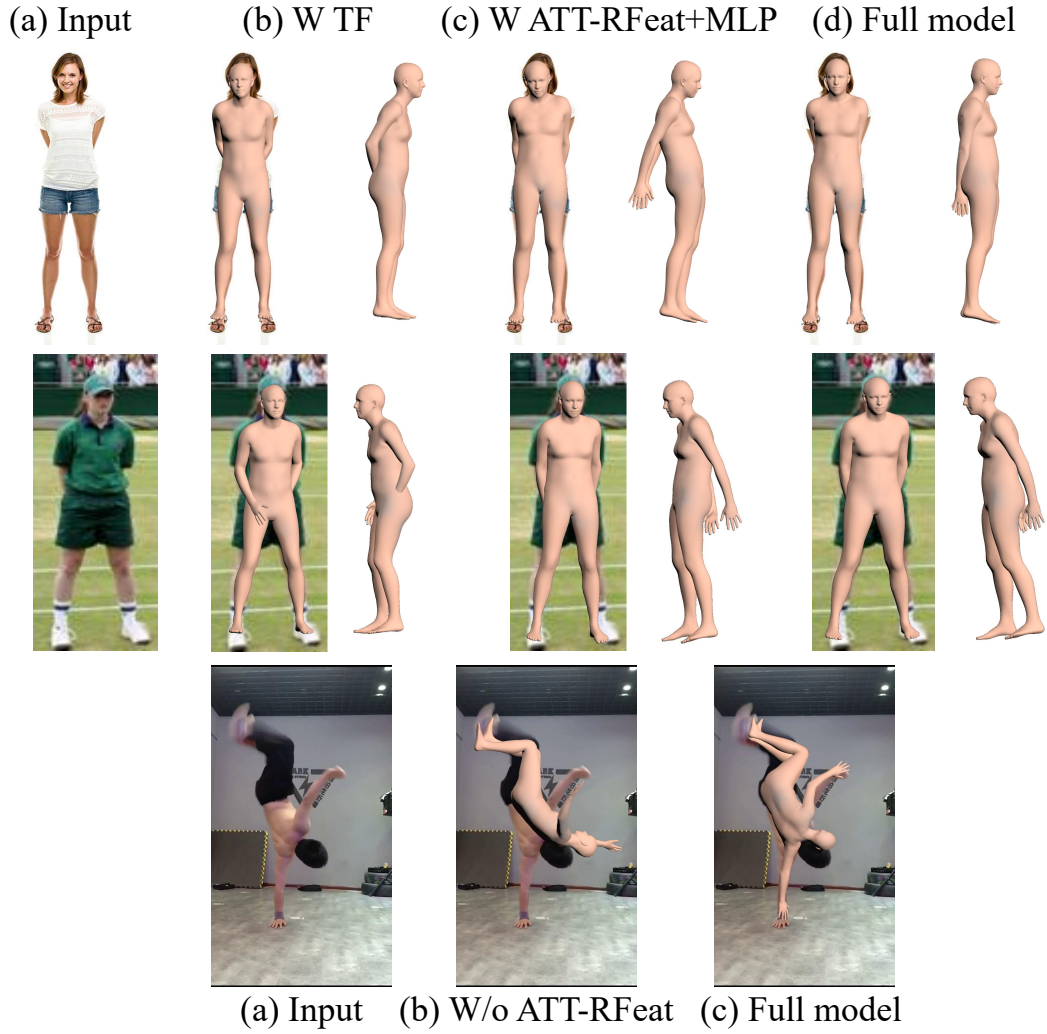 (a) Input (b) W TF (c) W ATT-RFeat+MLP (d) Full model
(a) Input (b) W/o ATT-RFeat (c) Full model